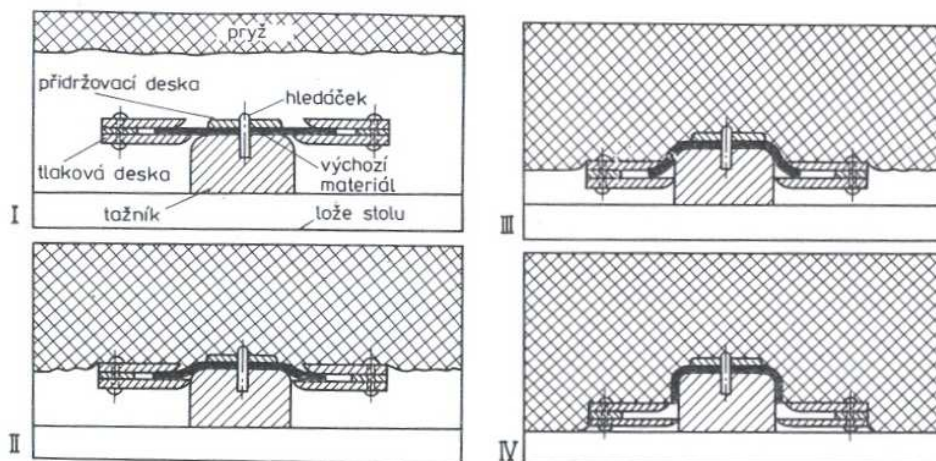 pryž
přidržovací deska
hledáček
tlaková deska
výchozí
materiál
tažník
lože stolu
I
II
III
IV